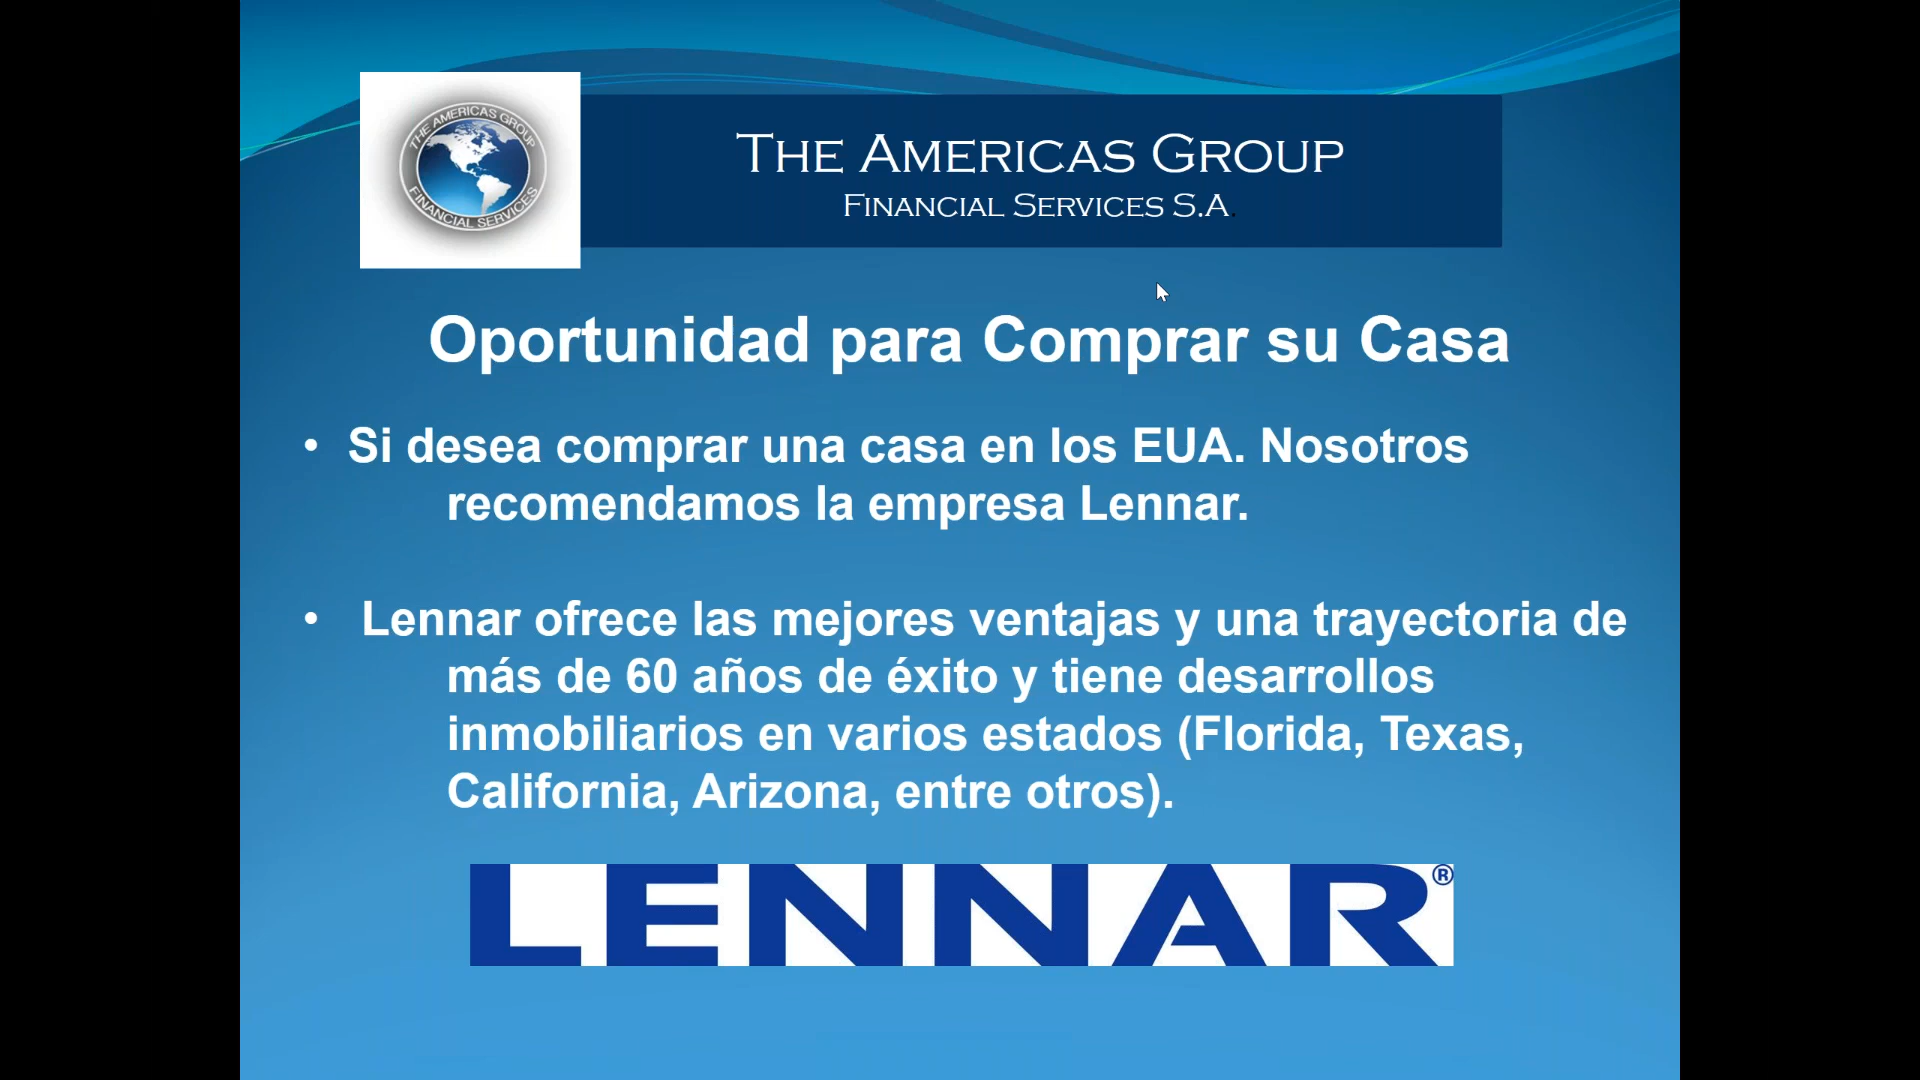 THE AMERICAS GROUP
FINANCIAL SERVICES
THE AMERICAS GROUP
FINANCIAL SERVICES S.A.
Oportunidad para Comprar su Casa
• Si desea comprar una casa en los EUA. Nosotros
recomendamos la empresa Lennar.
• Lennar ofrece las mejores ventajas y una trayectoria de
más de 60 años de éxito y tiene desarrollos
inmobiliarios en varios estados (Florida, Texas,
California, Arizona, entre otros).
LENNAR®